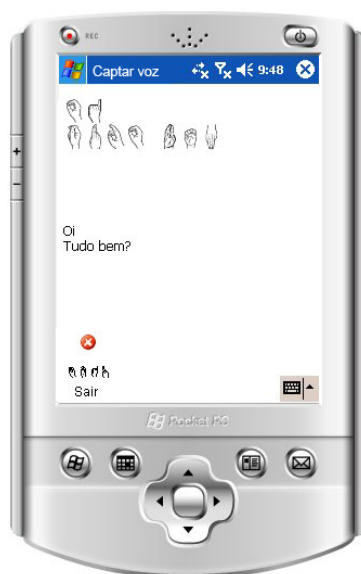 REC
Captar voz 9:48
Oi
Tudo bem?
Sair
Pocket PC
+
−